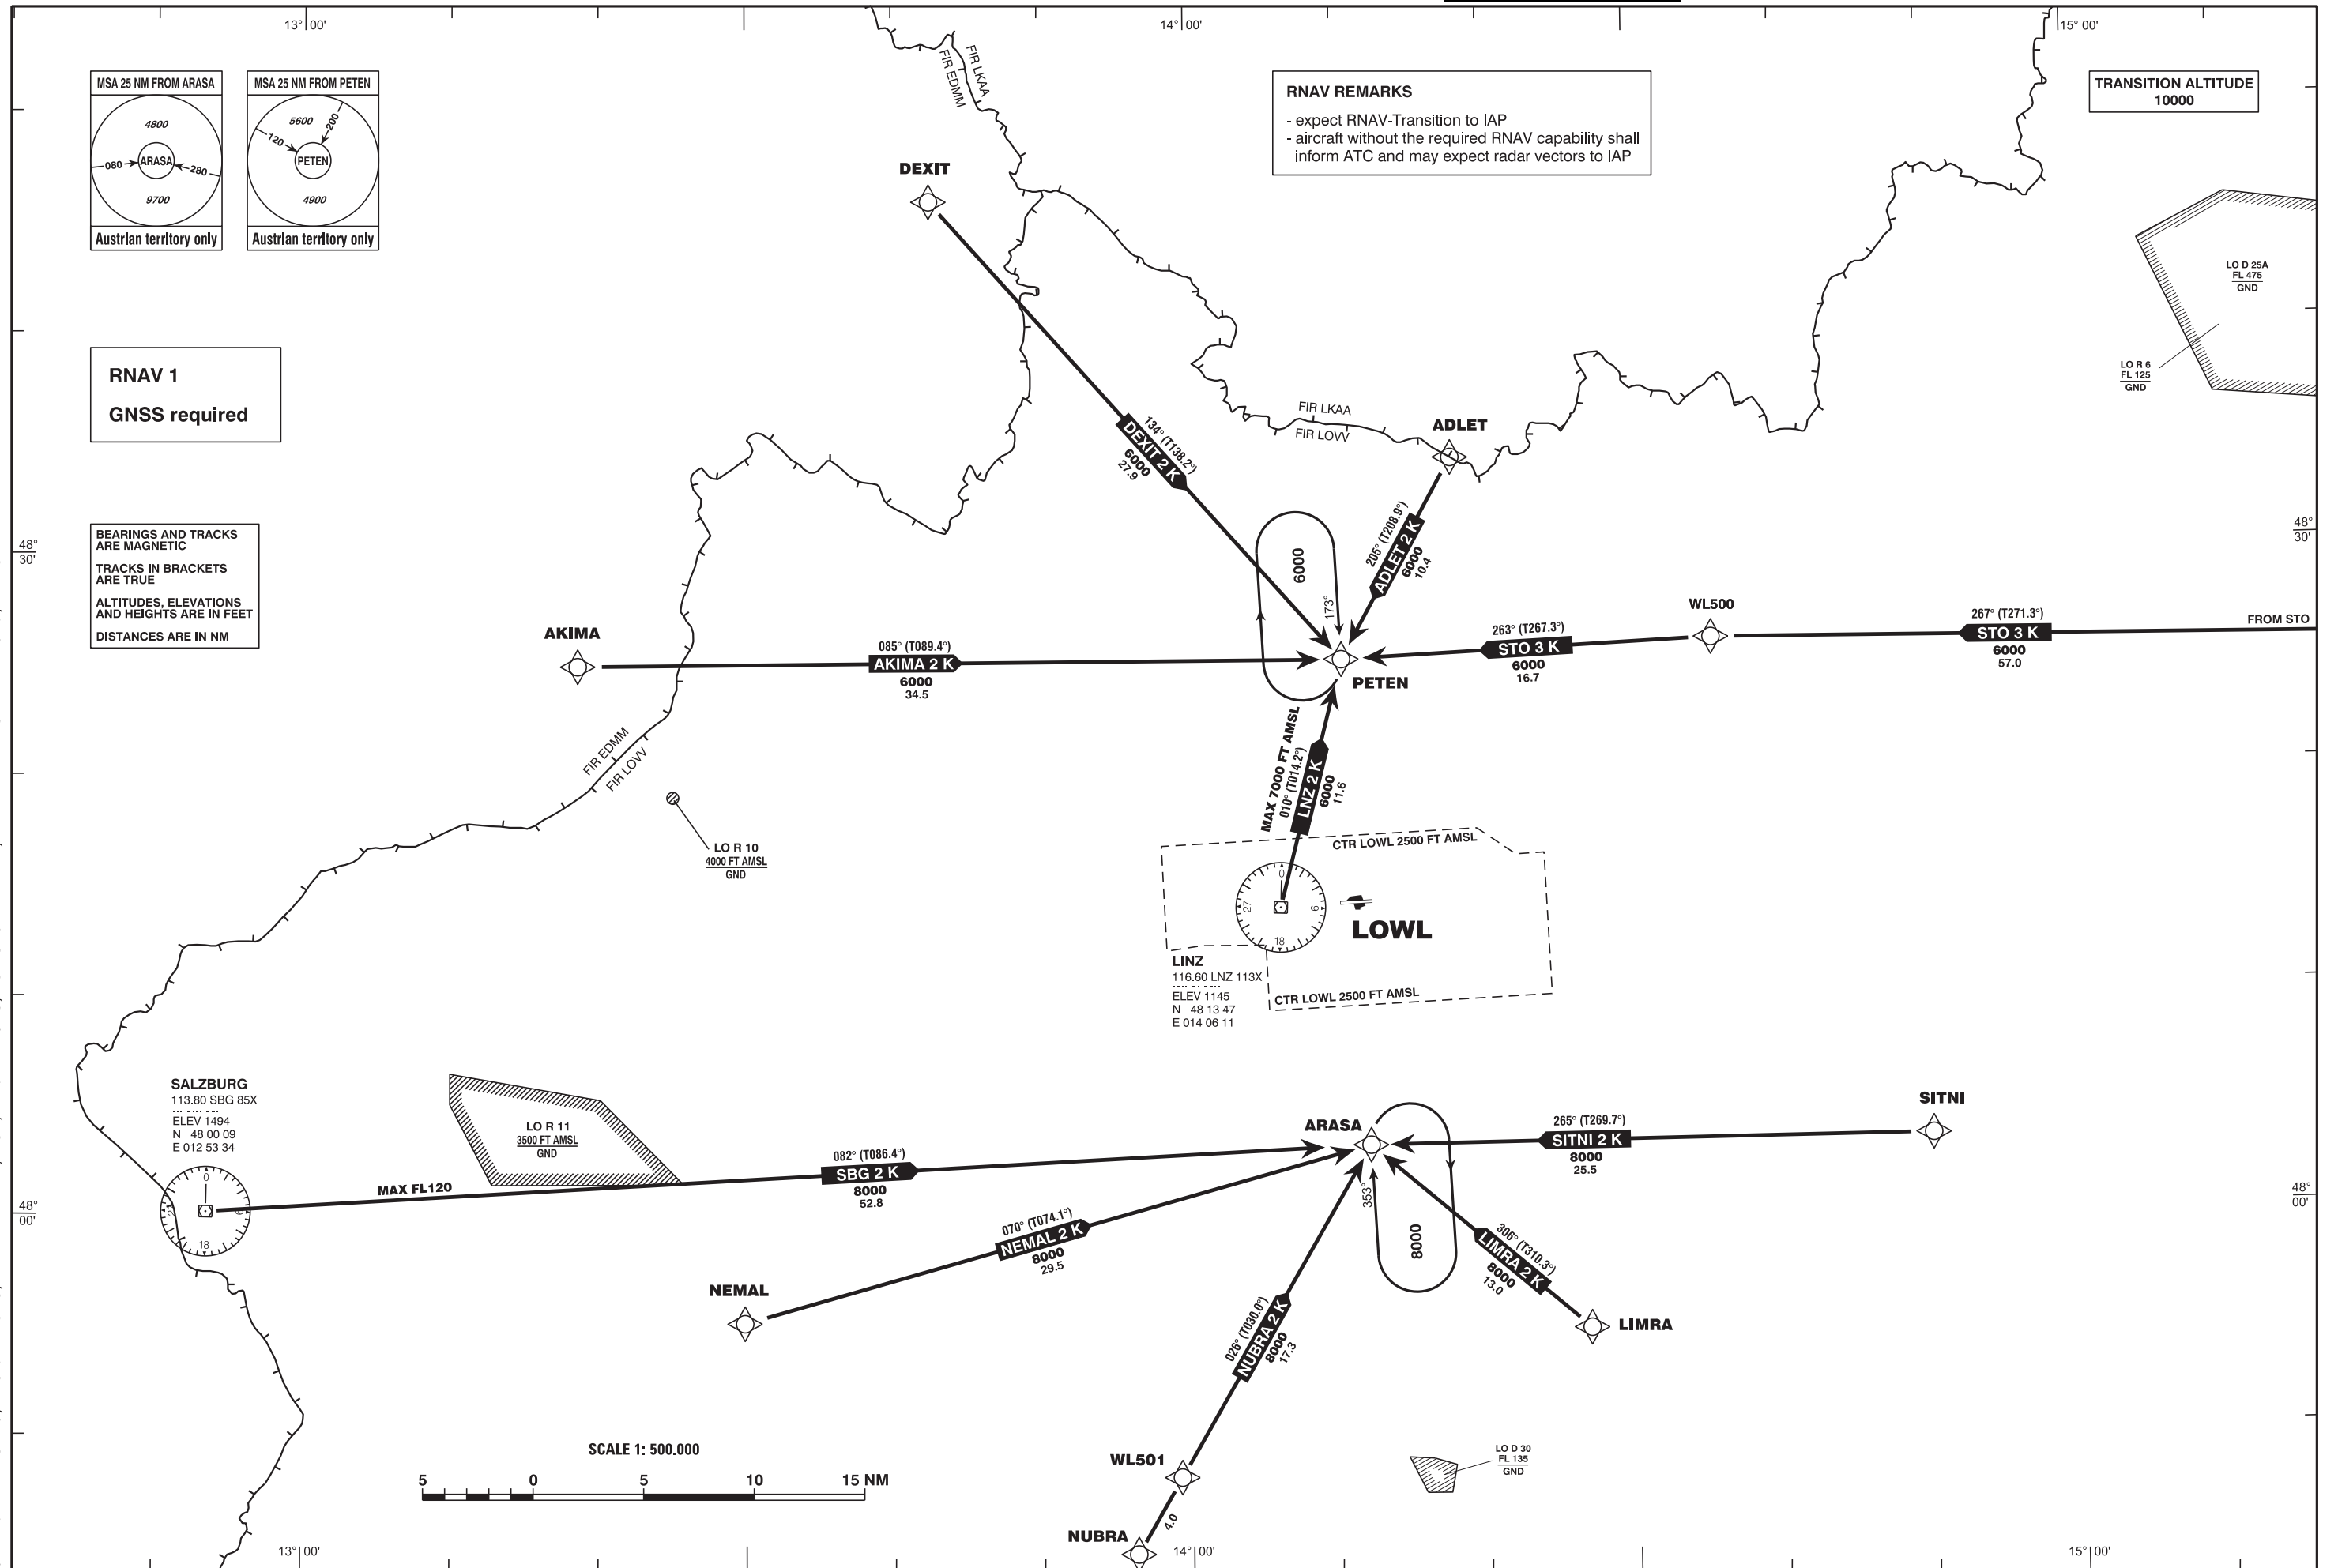 13° 00'
14° 00'
15° 00'
MSA 25 NM FROM ARASA
4800
080
ARASA
280
9700
Austrian territory only
MSA 25 NM FROM PETEN
5600
120
200
PETEN
4900
Austrian territory only
FIR LKAA
FIR EDMM
RNAV REMARKS
- expect RNAV-Transition to IAP
- aircraft without the required RNAV capability shall
inform ATC and may expect radar vectors to IAP
TRANSITION ALTITUDE
10000
DEXIT
LO D 25A
FL 475
GND
LO R 6
FL 125
GND
RNAV 1
GNSS required
FIR LKAA
FIR LOVV
ADLET
134° (T138.2°)
DEXIT 2 K
6000
27.9
205° (T208.9°)
ADLET 2 K
6000
10.4
48°
30'
48°
30'
BEARINGS AND TRACKS
ARE MAGNETIC
TRACKS IN BRACKETS
ARE TRUE
ALTITUDES, ELEVATIONS
AND HEIGHTS ARE IN FEET
DISTANCES ARE IN NM
6000
173°
AKIMA
085° (T089.4°)
AKIMA 2 K
6000
34.5
PETEN
263° (T267.3°)
STO 3 K
6000
16.7
WL500
267° (T271.3°)
STO 3 K
6000
57.0
FROM STO
FIR EDMM
FIR LOVV
MAX 7000 FT AMSL
010° (T014.2°)
LNZ 2 K
6000
11.6
LO R 10
4000 FT AMSL
GND
CTR LOWL 2500 FT AMSL
0
27
6
18
LOWL
LINZ
116.60 LNZ 113X
ELEV 1145
N 48 13 47
E 014 06 11
CTR LOWL 2500 FT AMSL
SALZBURG
113.80 SBG 85X
ELEV 1494
N 48 00 09
E 012 53 34
0
27
6
18
LO R 11
3500 FT AMSL
GND
MAX FL120
082° (T086.4°)
SBG 2 K
8000
52.8
ARASA
265° (T269.7°)
SITNI 2 K
8000
25.5
SITNI
48°
00'
48°
00'
353°
8000
070° (T074.1°)
NEMAL 2 K
8000
29.5
NEMAL
306° (T310.3°)
LIMRA 2 K
8000
13.0
LIMRA
026° (T030.0°)
NUBRA 2 K
8000
17.3
SCALE 1: 500.000
5 0 5 10 15 NM
WL501
4.0
NUBRA
LO D 30
FL 135
GND
13° 00'
14° 00'
15° 00'